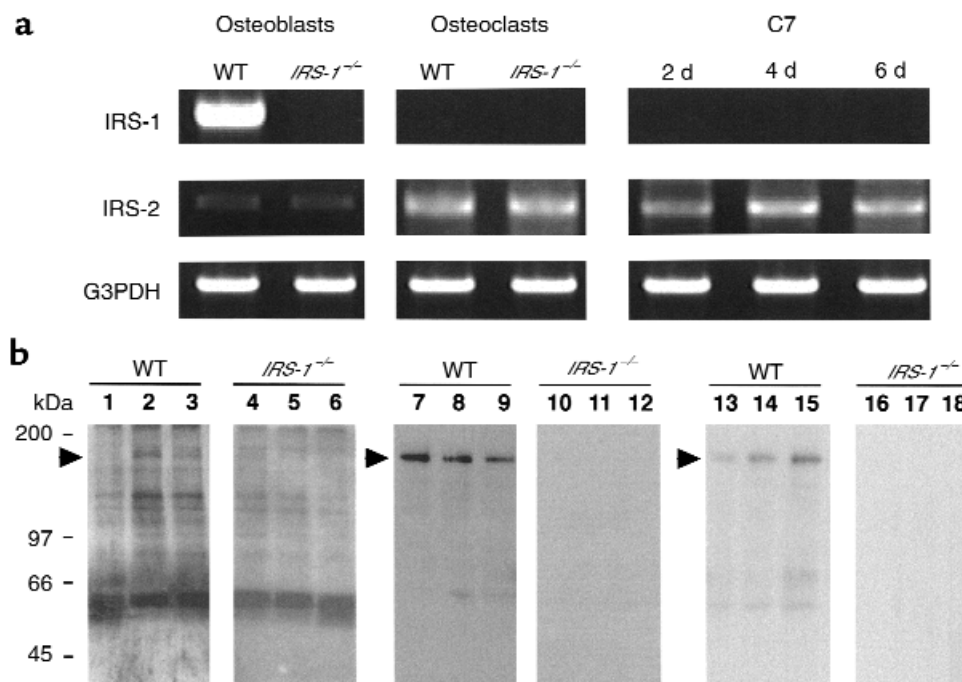 a
Osteoblasts Osteoclasts C7
WT IRS-1⁻/⁻ WT IRS-1⁻/⁻ 2 d 4 d 6 d
IRS-1
IRS-2
G3PDH
b
WT IRS-1⁻/⁻ WT IRS-1⁻/⁻ WT IRS-1⁻/⁻
kDa 1 2 3 4 5 6 7 8 9 10 11 12 13 14 15 16 17 18
200 -
97 -
66 -
45 -